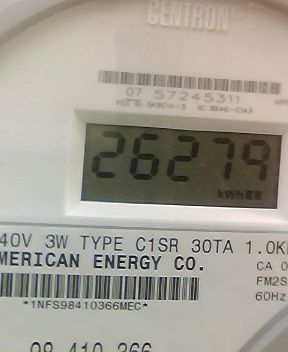 CENTRON®
07 57245311
26279
kWh
40V 3W TYPE C1SR 30TA 1.0K
MERICAN ENERGY CO.
CA 0
FM2S
*1NFS98410366MEC*
60Hz
98 410 366